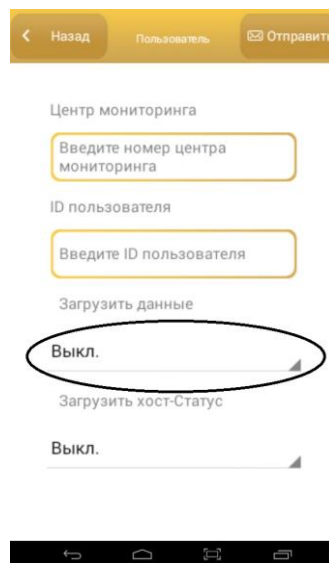 Назад Пользователь Отправить
Центр мониторинга
Введите номер центра
мониторинга
ID пользователя
Введите ID пользователя
Загрузить данные
Выкл.
Загрузить хост-Статус
Выкл.